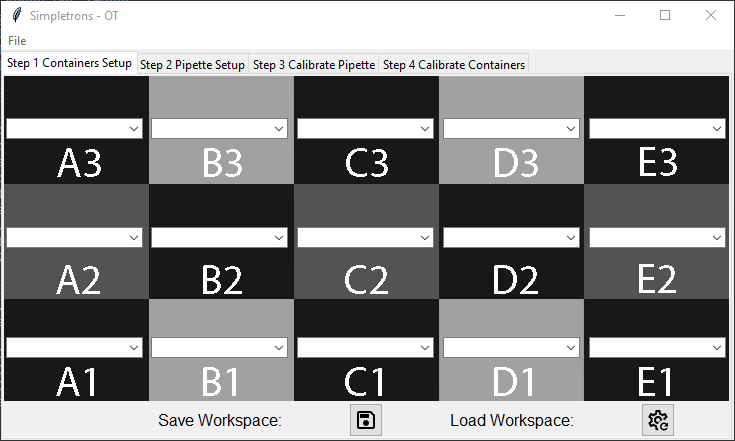 Simpletrons - OT
File
Step 1 Containers Setup Step 2 Pipette Setup Step 3 Calibrate Pipette Step 4 Calibrate Containers
A3 B3 C3 D3 E3
A2 B2 C2 D2 E2
A1 B1 C1 D1 E1
Save Workspace: Load Workspace: